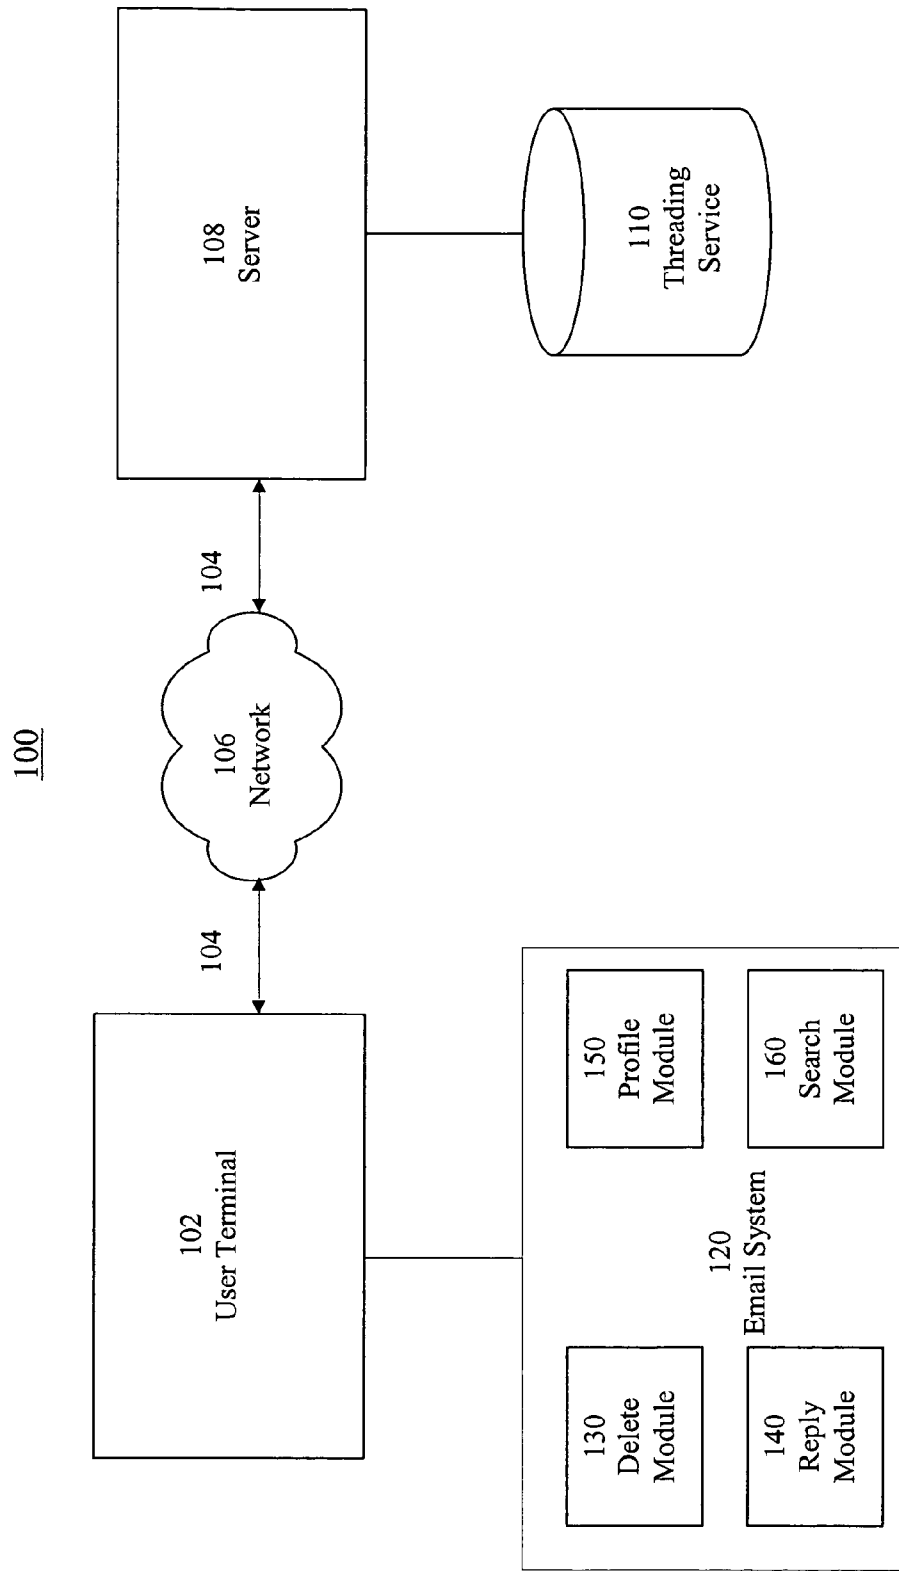 100
102
User Terminal
104
106
Network
104
108
Server
130
Delete
Module
150
Profile
Module
120
Email System
140
Reply
Module
160
Search
Module
110
Threading
Service